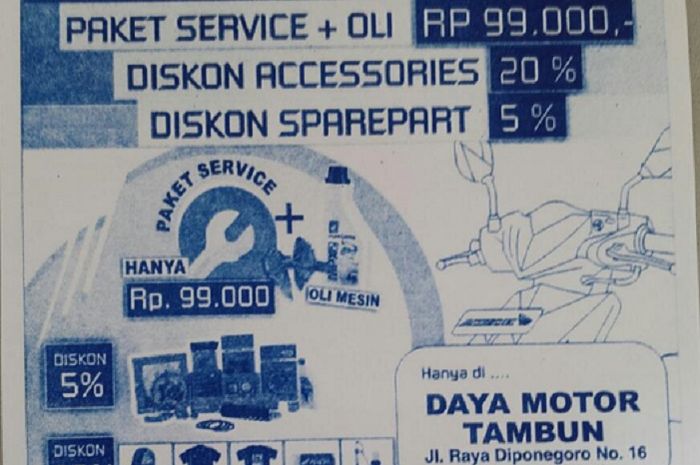 PAKET SERVICE + OLI RP 99.000,-
DISKON ACCESSORIES 20 %
DISKON SPAREPART 5 %
PAKET SERVICE
+
HANYA
Rp. 99.000
OLI MESIN
DISKON
5%
DISKON
Hanya di ....
DAYA MOTOR
TAMBUN
Jl. Raya Diponegoro No. 16